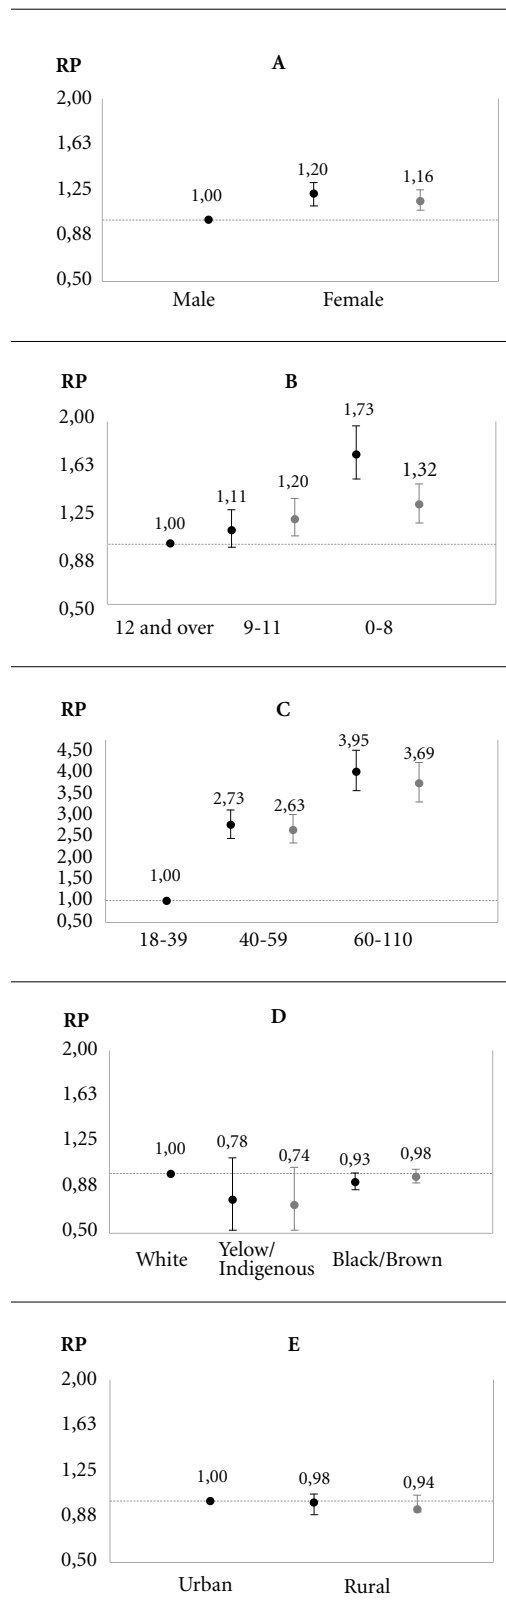 RP A
2,00
1,63
1,25
0,88
0,50
1,00 1,20 1,16
Male Female
RP B
2,00
1,63
1,25
0,88
0,50
1,00 1,11 1,20 1,73 1,32
12 and over 9-11 0-8
RP C
4,50
4,00
3,50
3,00
2,50
2,00
1,50
1,00
0,50
1,00 2,73 2,63 3,95 3,69
18-39 40-59 60-110
RP D
2,00
1,63
1,25
0,88
0,50
1,00 0,78 0,74 0,93 0,98
White Yelow/ Black/Brown
Indigenous
RP E
2,00
1,63
1,25
0,88
0,50
1,00 0,98 0,94
Urban Rural